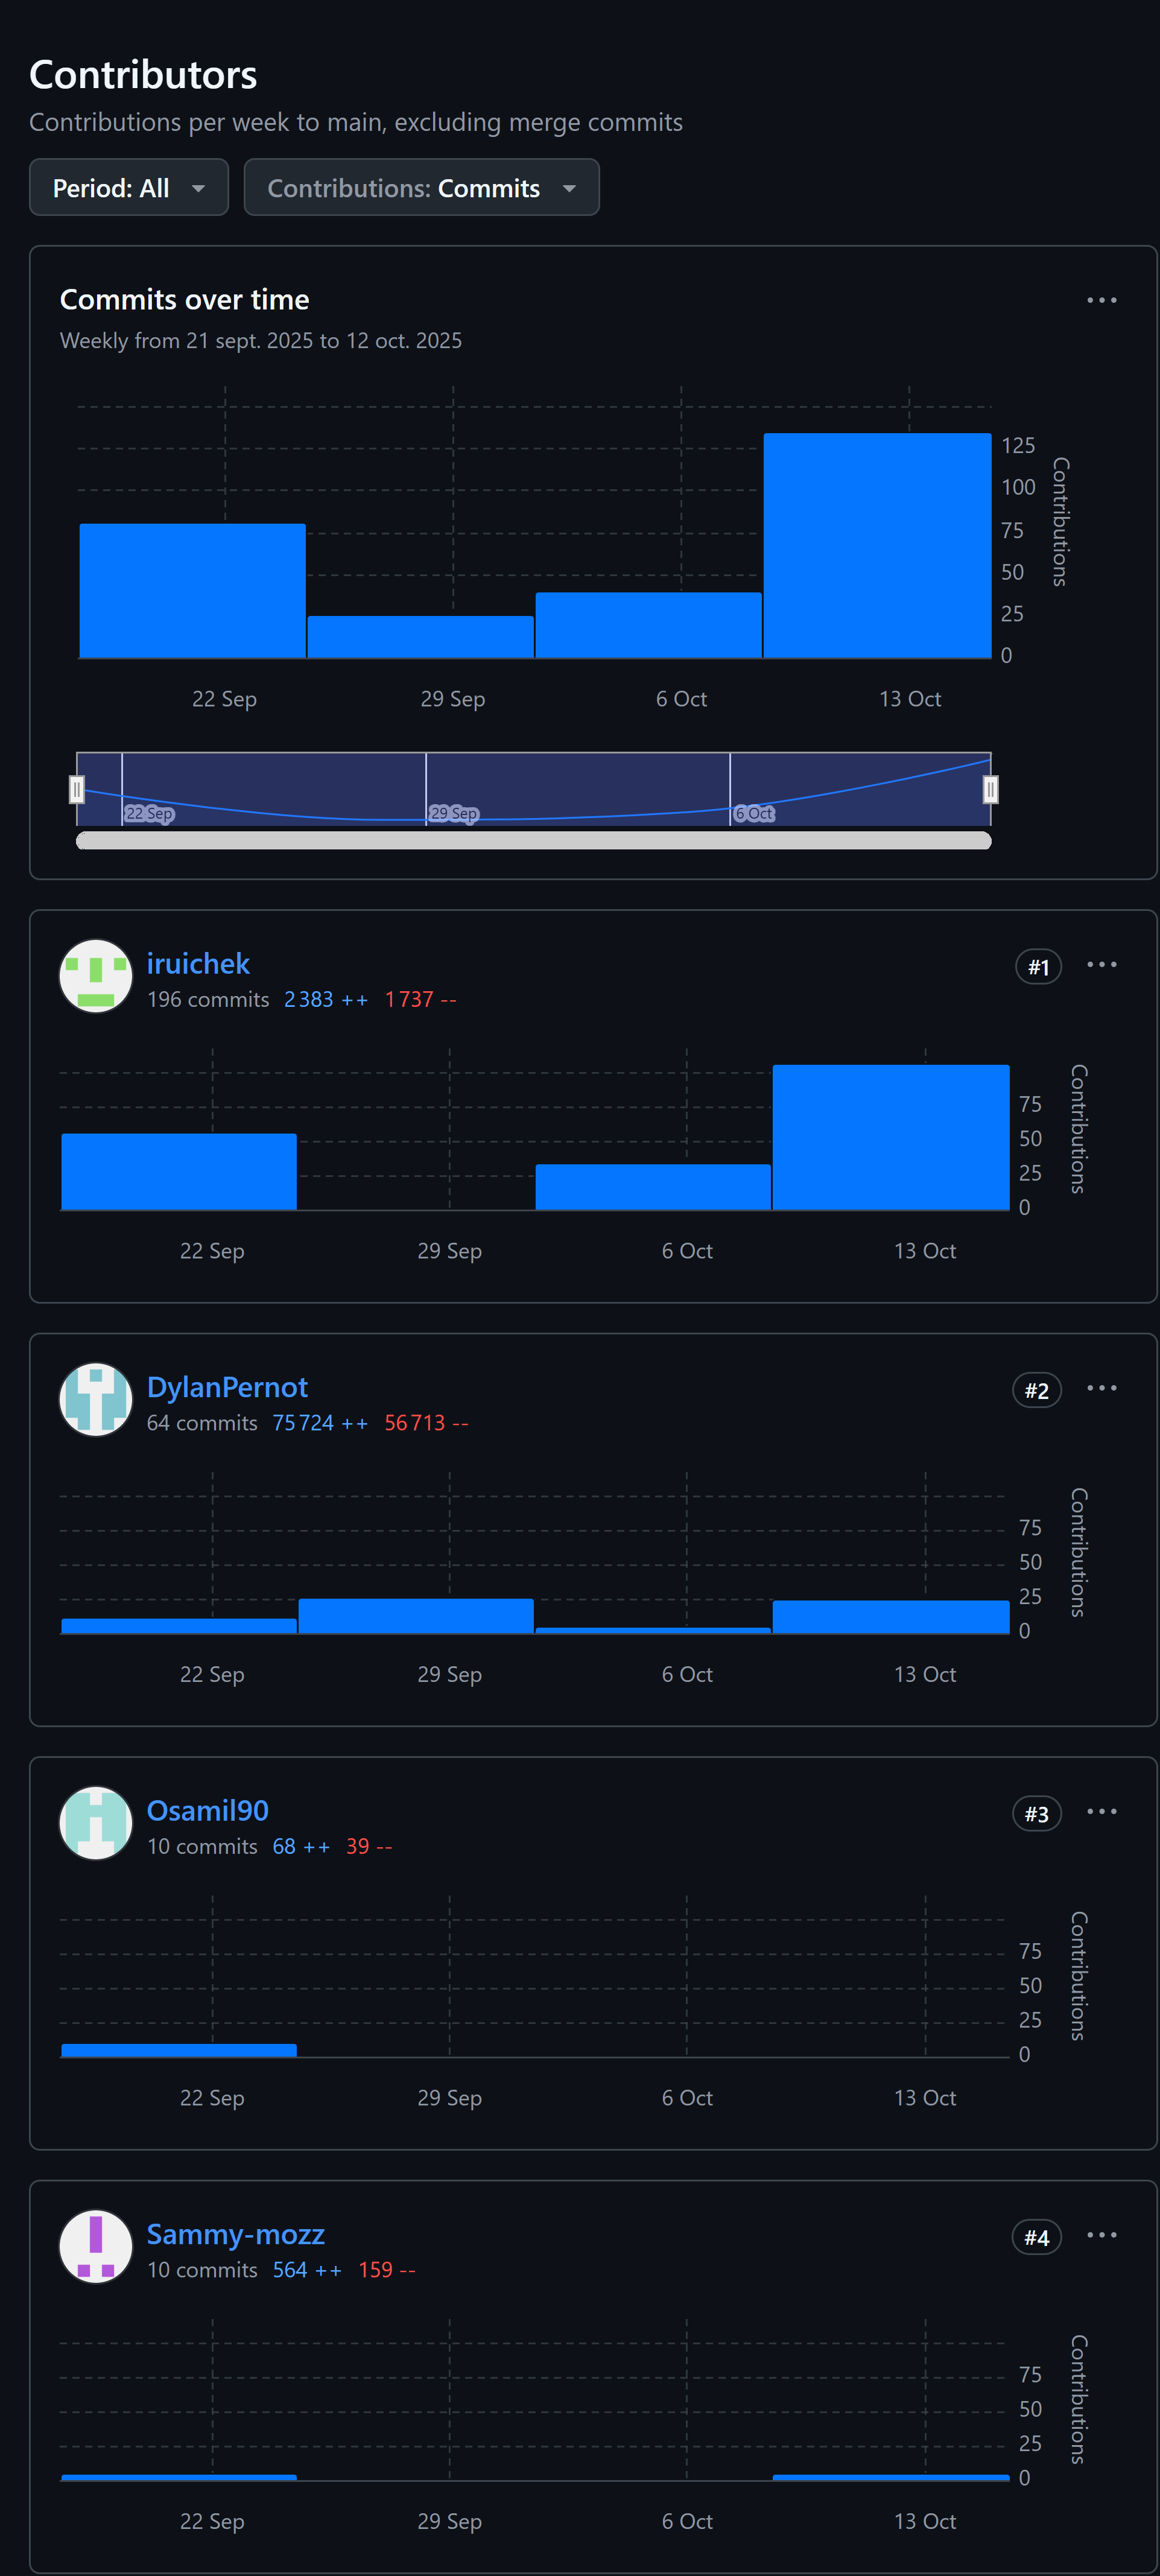 Contributors
Contributions per week to main, excluding merge commits
Period: All
Contributions: Commits
Commits over time
Weekly from 21 sept. 2025 to 12 oct. 2025
125
100
75
50
25
0
Contributions
22 Sep 29 Sep 6 Oct 13 Oct
22 Sep 29 Sep 6 Oct
iruichek
#1
196 commits 2 383 ++ 1 737 --
75
50
25
0
Contributions
22 Sep 29 Sep 6 Oct 13 Oct
DylanPernot
#2
64 commits 75 724 ++ 56 713 --
75
50
25
0
Contributions
22 Sep 29 Sep 6 Oct 13 Oct
Osamil90
#3
10 commits 68 ++ 39 --
75
50
25
0
Contributions
22 Sep 29 Sep 6 Oct 13 Oct
Sammy-mozz
#4
10 commits 564 ++ 159 --
75
50
25
0
Contributions
22 Sep 29 Sep 6 Oct 13 Oct